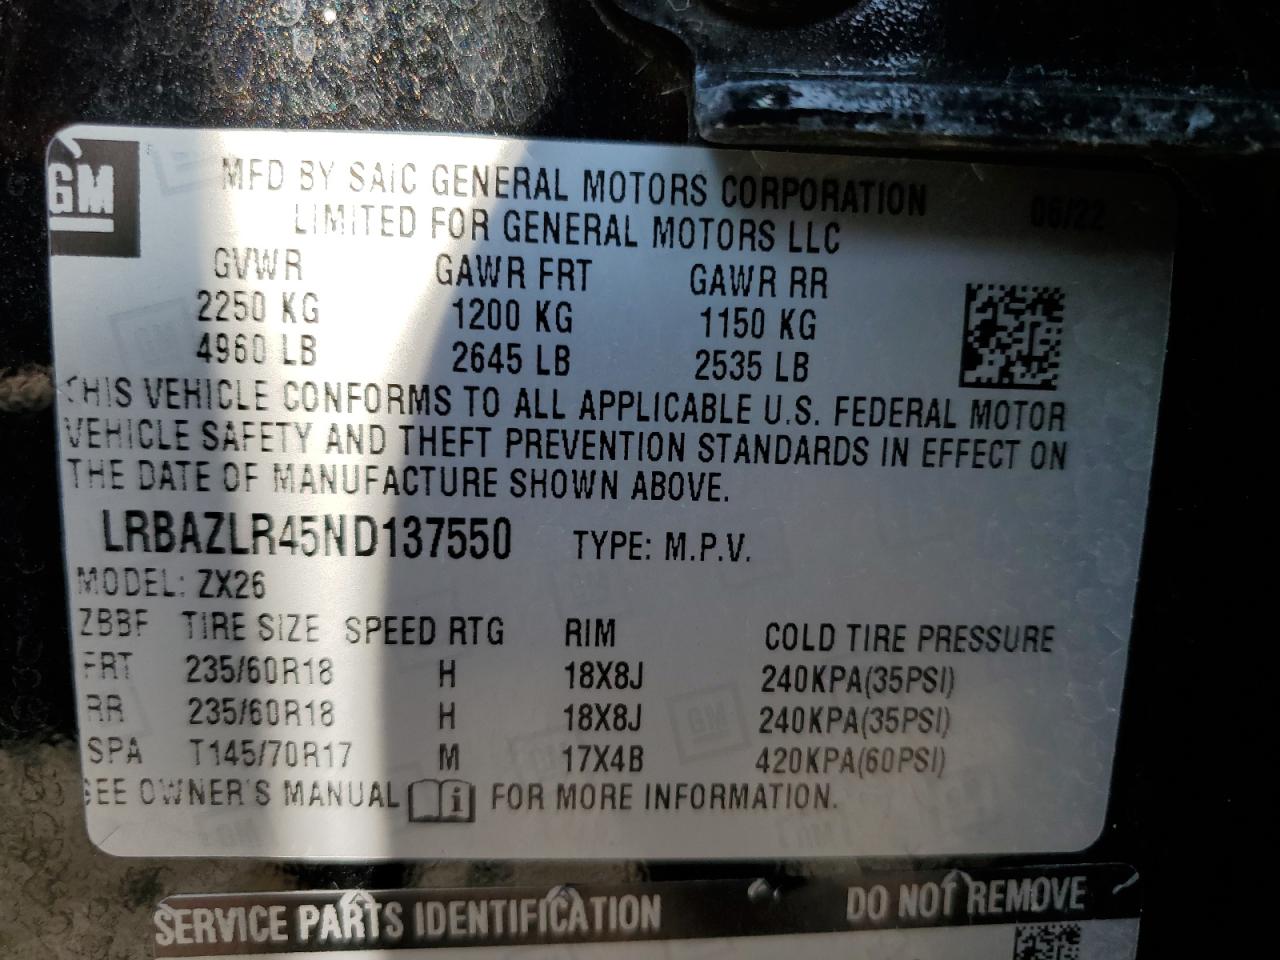 GM
MFD BY SAIC GENERAL MOTORS CORPORATION 06/22
LIMITED FOR GENERAL MOTORS LLC
GVWR GAWR FRT GAWR RR
2250 KG 1200 KG 1150 KG
4960 LB 2645 LB 2535 LB
THIS VEHICLE CONFORMS TO ALL APPLICABLE U.S. FEDERAL MOTOR
VEHICLE SAFETY AND THEFT PREVENTION STANDARDS IN EFFECT ON
THE DATE OF MANUFACTURE SHOWN ABOVE.
LRBAZLR45ND137550 TYPE: M.P.V.
MODEL: ZX26
ZBBF TIRE SIZE SPEED RTG RIM COLD TIRE PRESSURE
FRT 235/60R18 H 18X8J 240KPA(35PSI)
RR 235/60R18 H 18X8J 240KPA(35PSI)
SPA T145/70R17 M 17X4B 420KPA(60PSI)
SEE OWNER'S MANUAL i FOR MORE INFORMATION.
SERVICE PARTS IDENTIFICATION DO NOT REMOVE